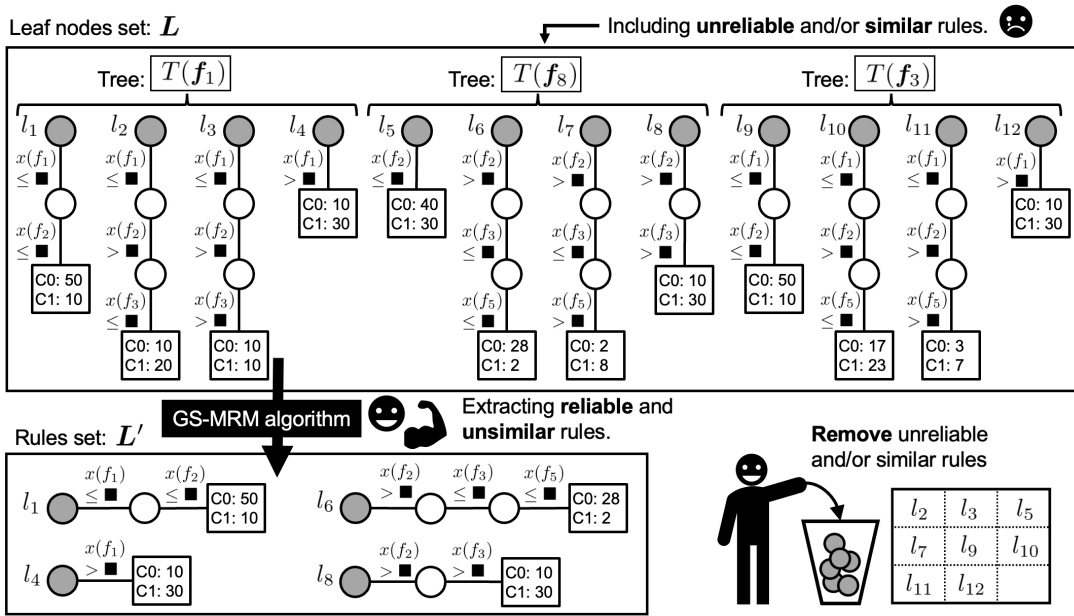 Leaf nodes set: L
Including unreliable and/or similar rules.
Tree: T(f₁)
Tree: T(f₈)
Tree: T(f₃)
l₁
x(f₁)
≤ ■
x(f₂)
≤ ■
C0: 50
C1: 10
l₂
x(f₁)
≤ ■
x(f₂)
> ■
x(f₃)
≤ ■
C0: 10
C1: 20
l₃
x(f₁)
≤ ■
x(f₂)
> ■
x(f₃)
> ■
C0: 10
C1: 10
l₄
x(f₁)
> ■
C0: 10
C1: 30
l₅
x(f₂)
≤ ■
C0: 40
C1: 30
l₆
x(f₂)
> ■
x(f₃)
≤ ■
x(f₅)
≤ ■
C0: 28
C1: 2
l₇
x(f₂)
> ■
x(f₃)
≤ ■
x(f₅)
> ■
C0: 2
C1: 8
l₈
x(f₂)
> ■
x(f₃)
> ■
C0: 10
C1: 30
l₉
x(f₁)
≤ ■
x(f₂)
≤ ■
C0: 50
C1: 10
l₁₀
x(f₁)
≤ ■
x(f₂)
> ■
x(f₅)
≤ ■
C0: 17
C1: 23
l₁₁
x(f₁)
≤ ■
x(f₂)
> ■
x(f₅)
> ■
C0: 3
C1: 7
l₁₂
x(f₁)
> ■
C0: 10
C1: 30
GS-MRM algorithm
Extracting reliable and
unsimilar rules.
Rules set: L′
l₁
x(f₁)
≤ ■
x(f₂)
≤ ■
C0: 50
C1: 10
l₆
x(f₂)
> ■
x(f₃)
≤ ■
x(f₅)
≤ ■
C0: 28
C1: 2
l₄
x(f₁)
> ■
C0: 10
C1: 30
l₈
x(f₂)
> ■
x(f₃)
> ■
C0: 10
C1: 30
Remove unreliable
and/or similar rules
l₂ l₃ l₅
l₇ l₉ l₁₀
l₁₁ l₁₂